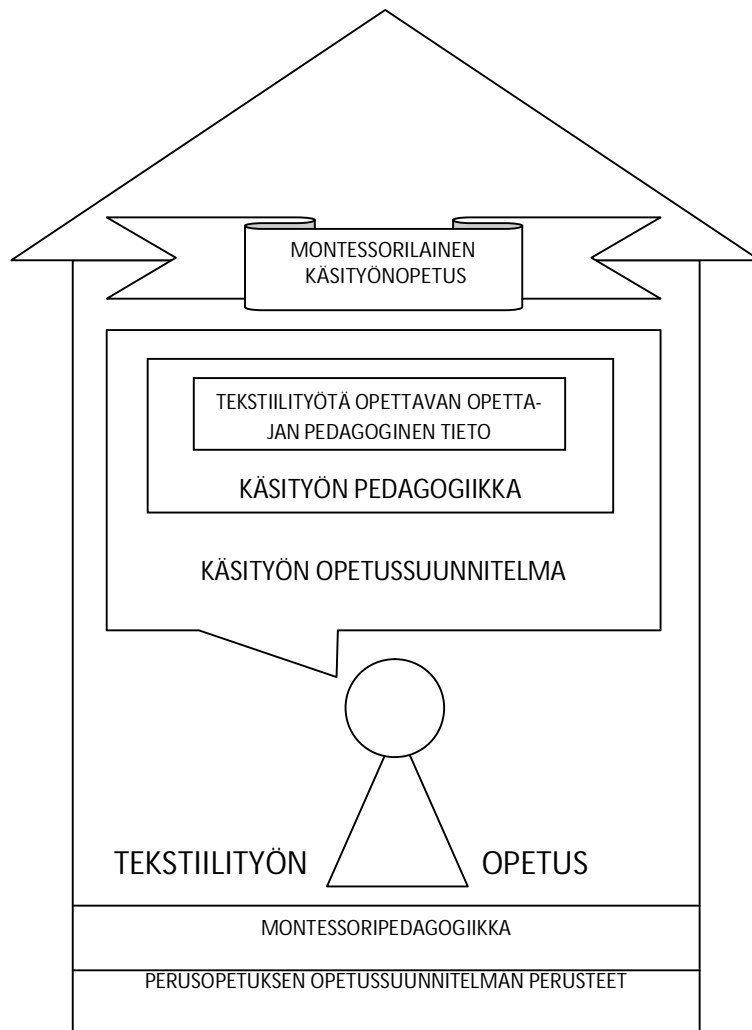 MONTESSORILAINEN
KÄSITYÖNOPETUS
TEKSTIILITYÖTÄ OPETTAVAN OPETTA-
JAN PEDAGOGINEN TIETO
KÄSITYÖN PEDAGOGIIKKA
KÄSITYÖN OPETUSSUUNNITELMA
TEKSTIILITYÖN OPETUS
MONTESSORIPEDAGOGIIKKA
PERUSOPETUKSEN OPETUSSUUNNITELMAN PERUSTEET